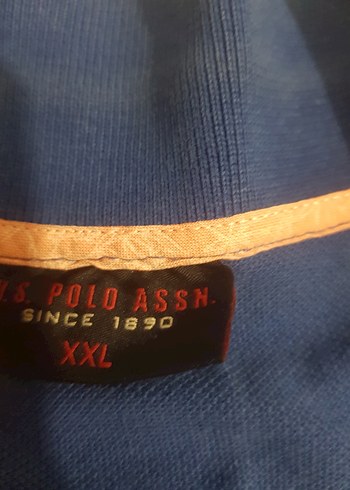 U.S. POLO ASSN.
SINCE 1890
XXL